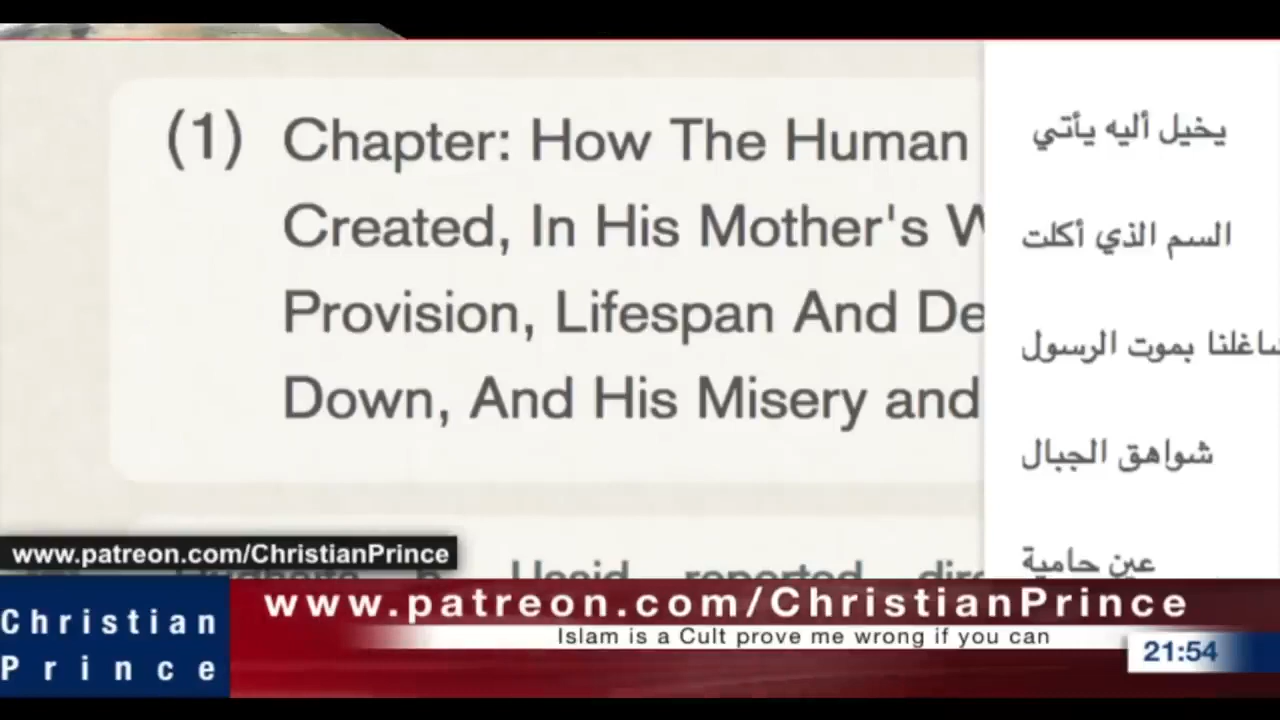 (1) Chapter: How The Human
Created, In His Mother's
Provision, Lifespan And
Down, And His Misery and
يخيل أليه يأتي
السم الذي أكلت
بموت الرسول
شواهق الجبال
عين حامية
reported
www.patreon.com/ChristianPrince
Christian
Prince
www.patreon.com/ChristianPrince
Islam is a Cult prove me wrong if you can
21:54